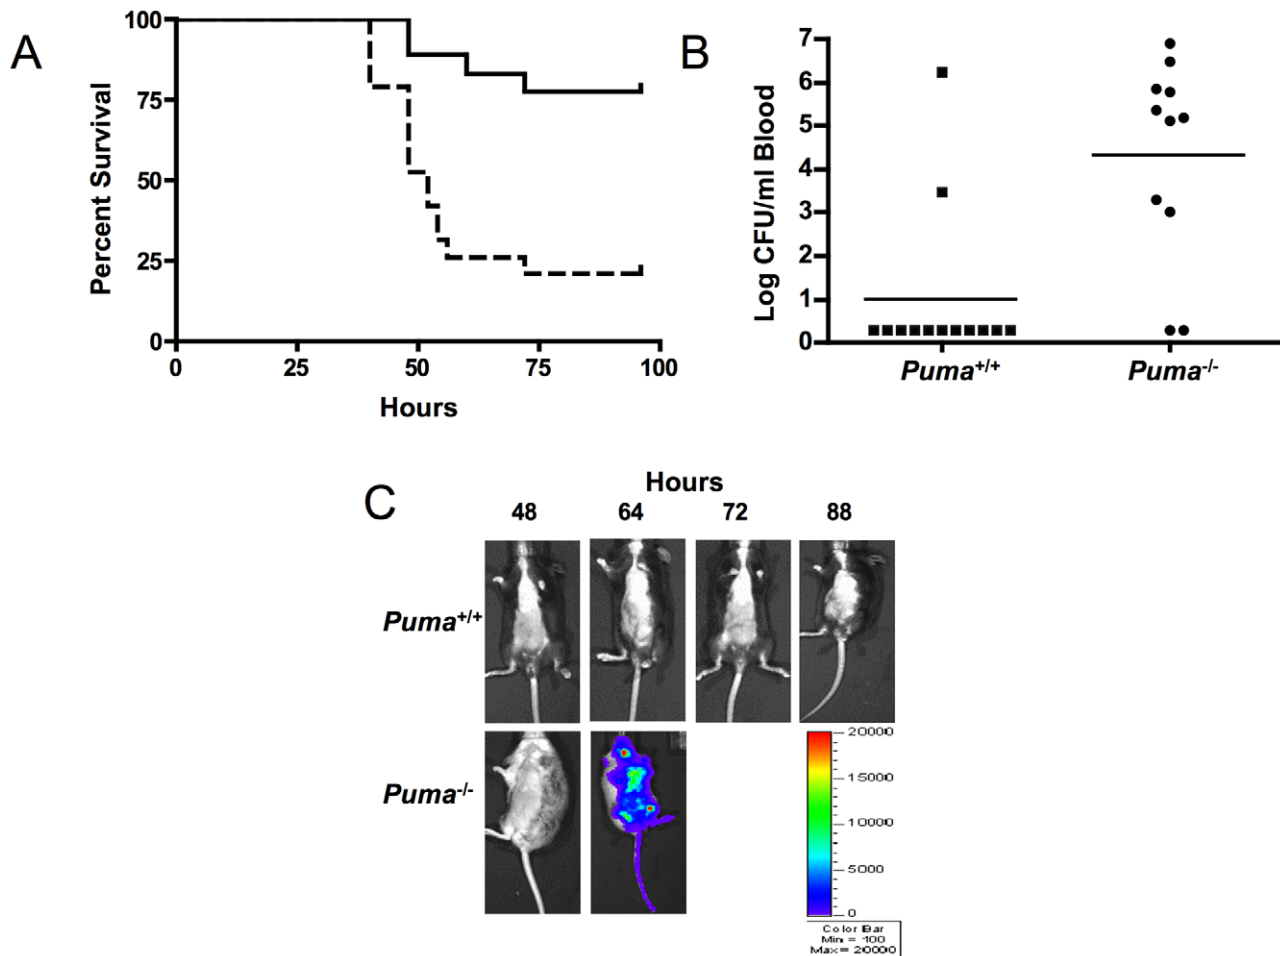 A
Percent Survival
100
75
50
25
0
0 25 50 75 100
Hours
B
Log CFU/ml Blood
7
6
5
4
3
2
1
0
Puma+/+ Puma-/-
C
Hours
48 64 72 88
Puma+/+
Puma-/-
20000
15000
10000
5000
0
Color Bar
Min = 100
Max = 20000